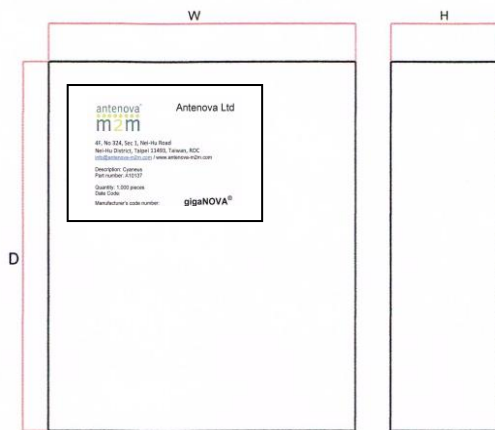 W
H
antenova®
m2m
Antenova Ltd
4F, No 324, Sec 1, Nei-Hu Road
Nei-Hu District, Taipei 11493, Taiwan, ROC
info@antenova-m2m.com / www.antenova-m2m.com
Description: Cyaneus
Part number: A10137
Quantity: 1,000 pieces
Date Code:
Manufacturer's code number:
gigaNOVA®
D